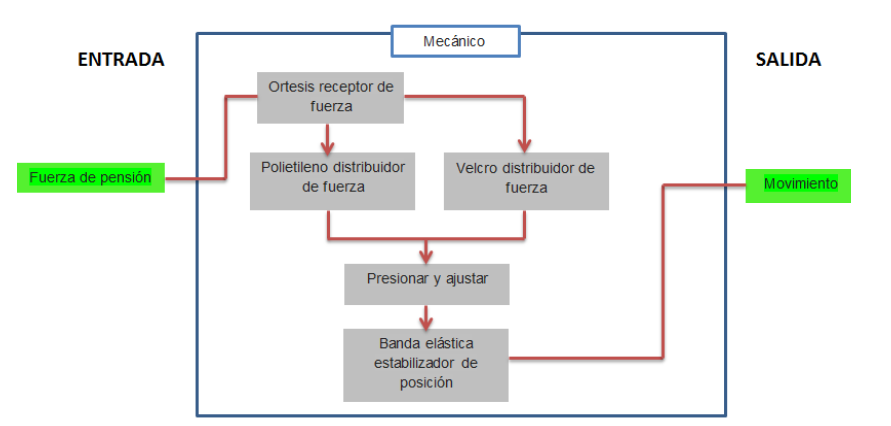 Mecánico
ENTRADA
SALIDA
Ortesis receptor de
fuerza
Polietileno distribuidor
de fuerza
Velcro distribuidor de
fuerza
Fuerza de pensión
Movimiento
Presionar y ajustar
Banda elástica
estabilizador de
posición